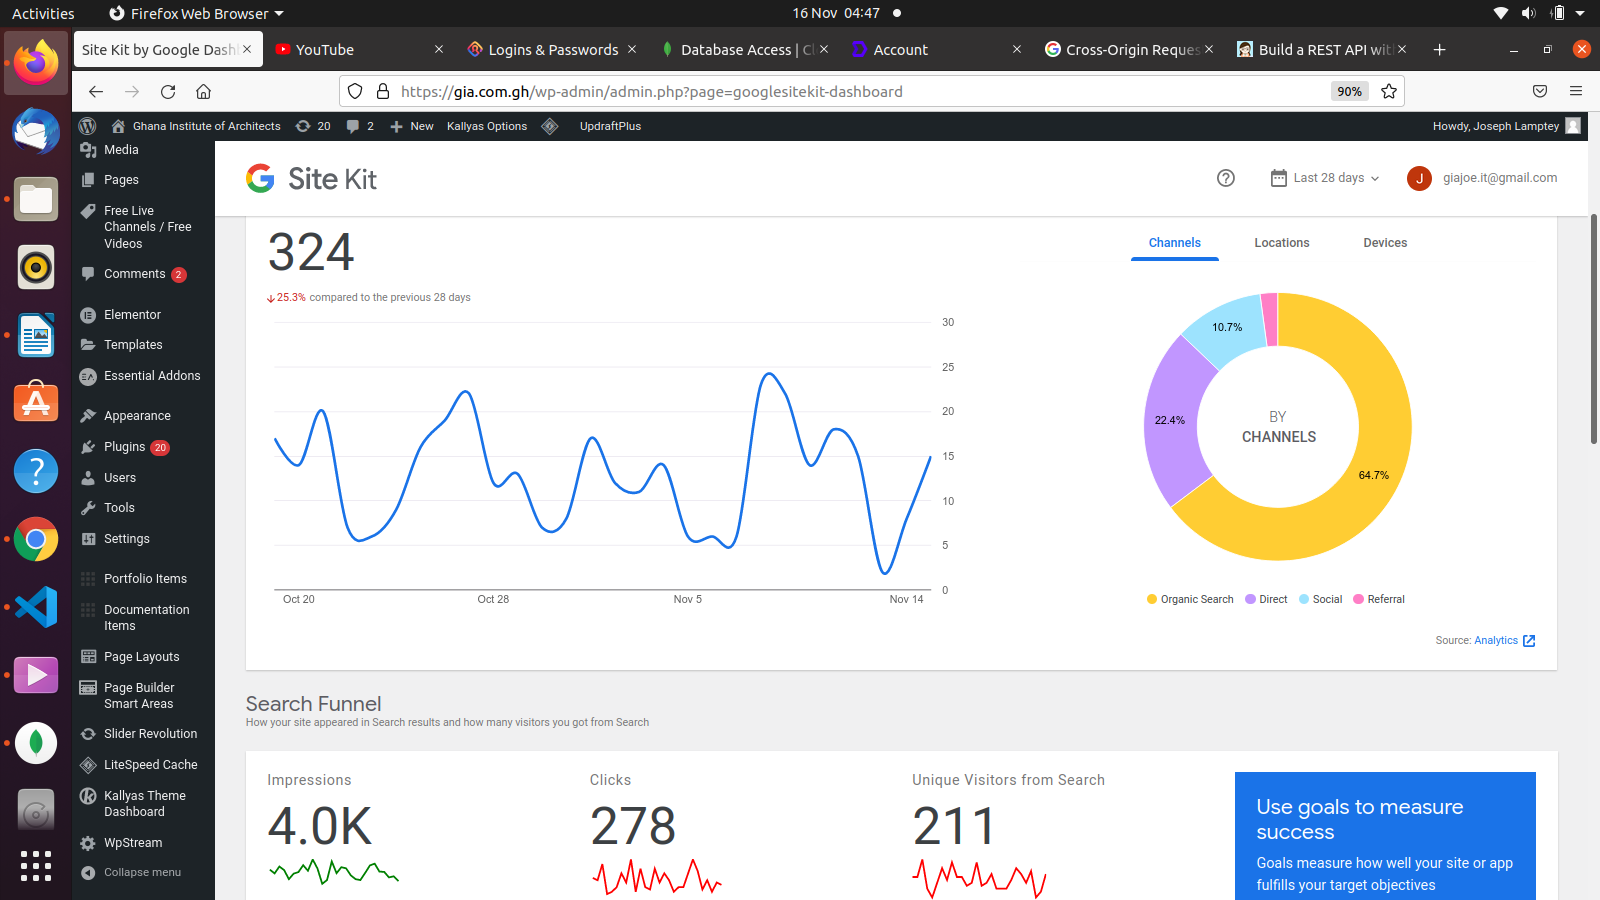 Activities
Firefox Web Browser
16 Nov 04:47
Site Kit by Google Dash
YouTube
Logins & Passwords
Database Access | Cl
Account
Cross-Origin Reques
Build a REST API wit
https://gia.com.gh/wp-admin/admin.php?page=googlesitekit-dashboard
90%
Ghana Institute of Architects
20
2
New
Kallyas Options
UpdraftPlus
Howdy, Joseph Lamptey
Media
Pages
Free Live
Channels / Free
Videos
Comments 2
Elementor
Templates
Essential Addons
Appearance
Plugins 20
Users
Tools
Settings
Portfolio Items
Documentation
Items
Page Layouts
Page Builder
Smart Areas
Slider Revolution
LiteSpeed Cache
Kallyas Theme
Dashboard
WpStream
Collapse menu
G Site Kit
Last 28 days
J
giajoe.it@gmail.com
324
25.3% compared to the previous 28 days
30
25
20
15
10
5
0
Oct 20
Oct 28
Nov 5
Nov 14
Channels
Locations
Devices
10.7%
22.4%
64.7%
BY
CHANNELS
Organic Search
Direct
Social
Referral
Source: Analytics
Search Funnel
How your site appeared in Search results and how many visitors you got from Search
Impressions
4.0K
Clicks
278
Unique Visitors from Search
211
Use goals to measure
success
Goals measure how well your site or app
fulfills your target objectives